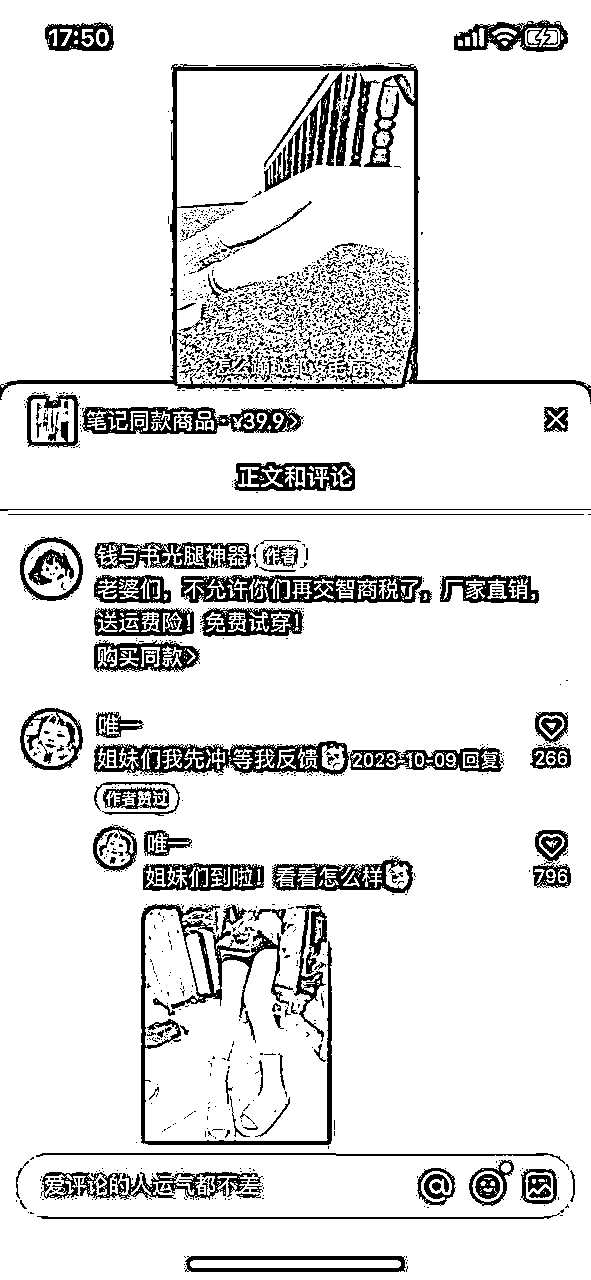 17:50
笔记同款商品·¥39.9
正文和评论
钱与书光腿神器 作者
老婆们，不允许你们再交智商税了，厂家直销，
送运费险！免费试穿！
购买同款
唯一
姐妹们我先冲 等我反馈 2023-10-09 回复
266
作者赞过
唯一
姐妹们到啦！看看怎么样
796
爱评论的人运气都不差